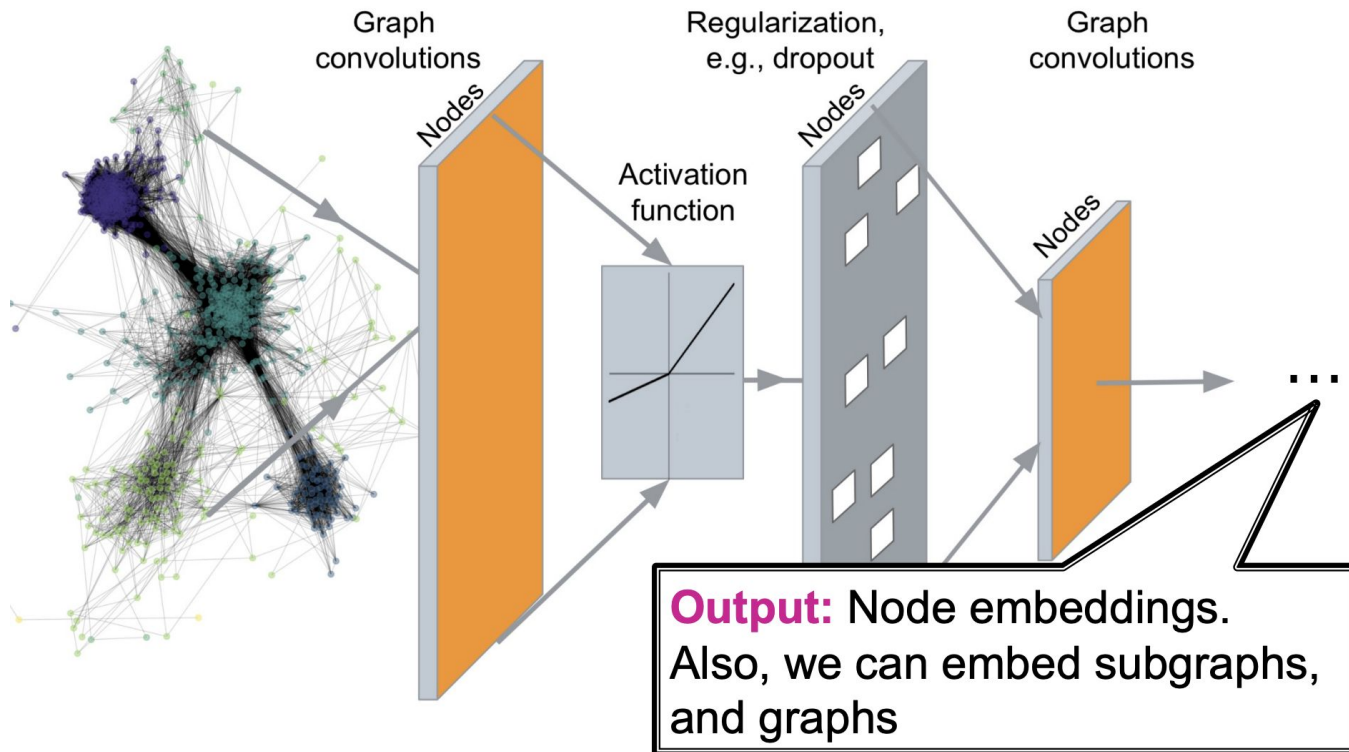 Graph
convolutions
Regularization,
e.g., dropout
Graph
convolutions
Nodes
Activation
function
Nodes
Nodes
...
Output: Node embeddings.
Also, we can embed subgraphs,
and graphs